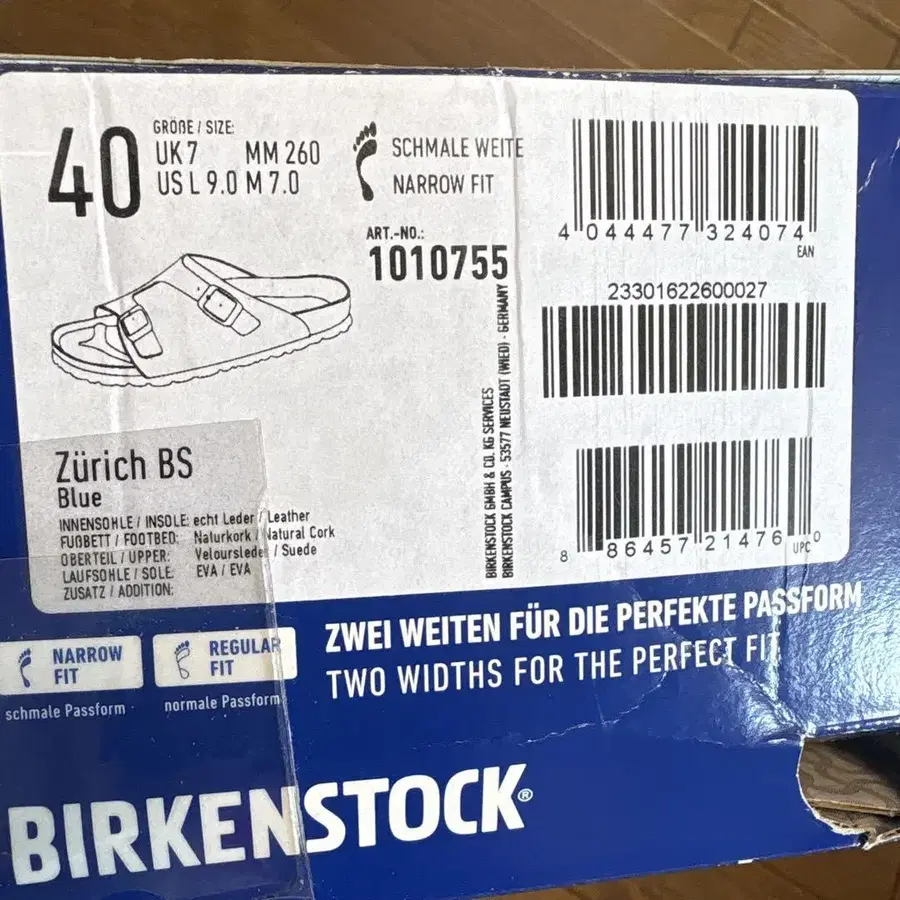 40
GRÖßE / SIZE:
UK 7 MM 260
US L 9.0 M 7.0
SCHMALE WEITE
NARROW FIT
ART.-NO.:
1010755
4 044477 324074
EAN
23301622600027
8 86457 21476 0
UPC
BIRKENSTOCK GMBH & CO. KG SERVICES
BIRKENSTOCK CAMPUS · 53577 NEUSTADT (WIED) · GERMANY
Zürich BS
Blue
INNENSOHLE / INSOLE: echt Leder / Leather
FUßBETT / FOOTBED: Naturkork / Natural Cork
OBERTEIL / UPPER: Veloursleder / Suede
LAUFSOHLE / SOLE: EVA / EVA
ZUSATZ / ADDITION:
NARROW
FIT
schmale Passform
REGULAR
FIT
normale Passform
ZWEI WEITEN FÜR DIE PERFEKTE PASSFORM
TWO WIDTHS FOR THE PERFECT FIT
BIRKENSTOCK®